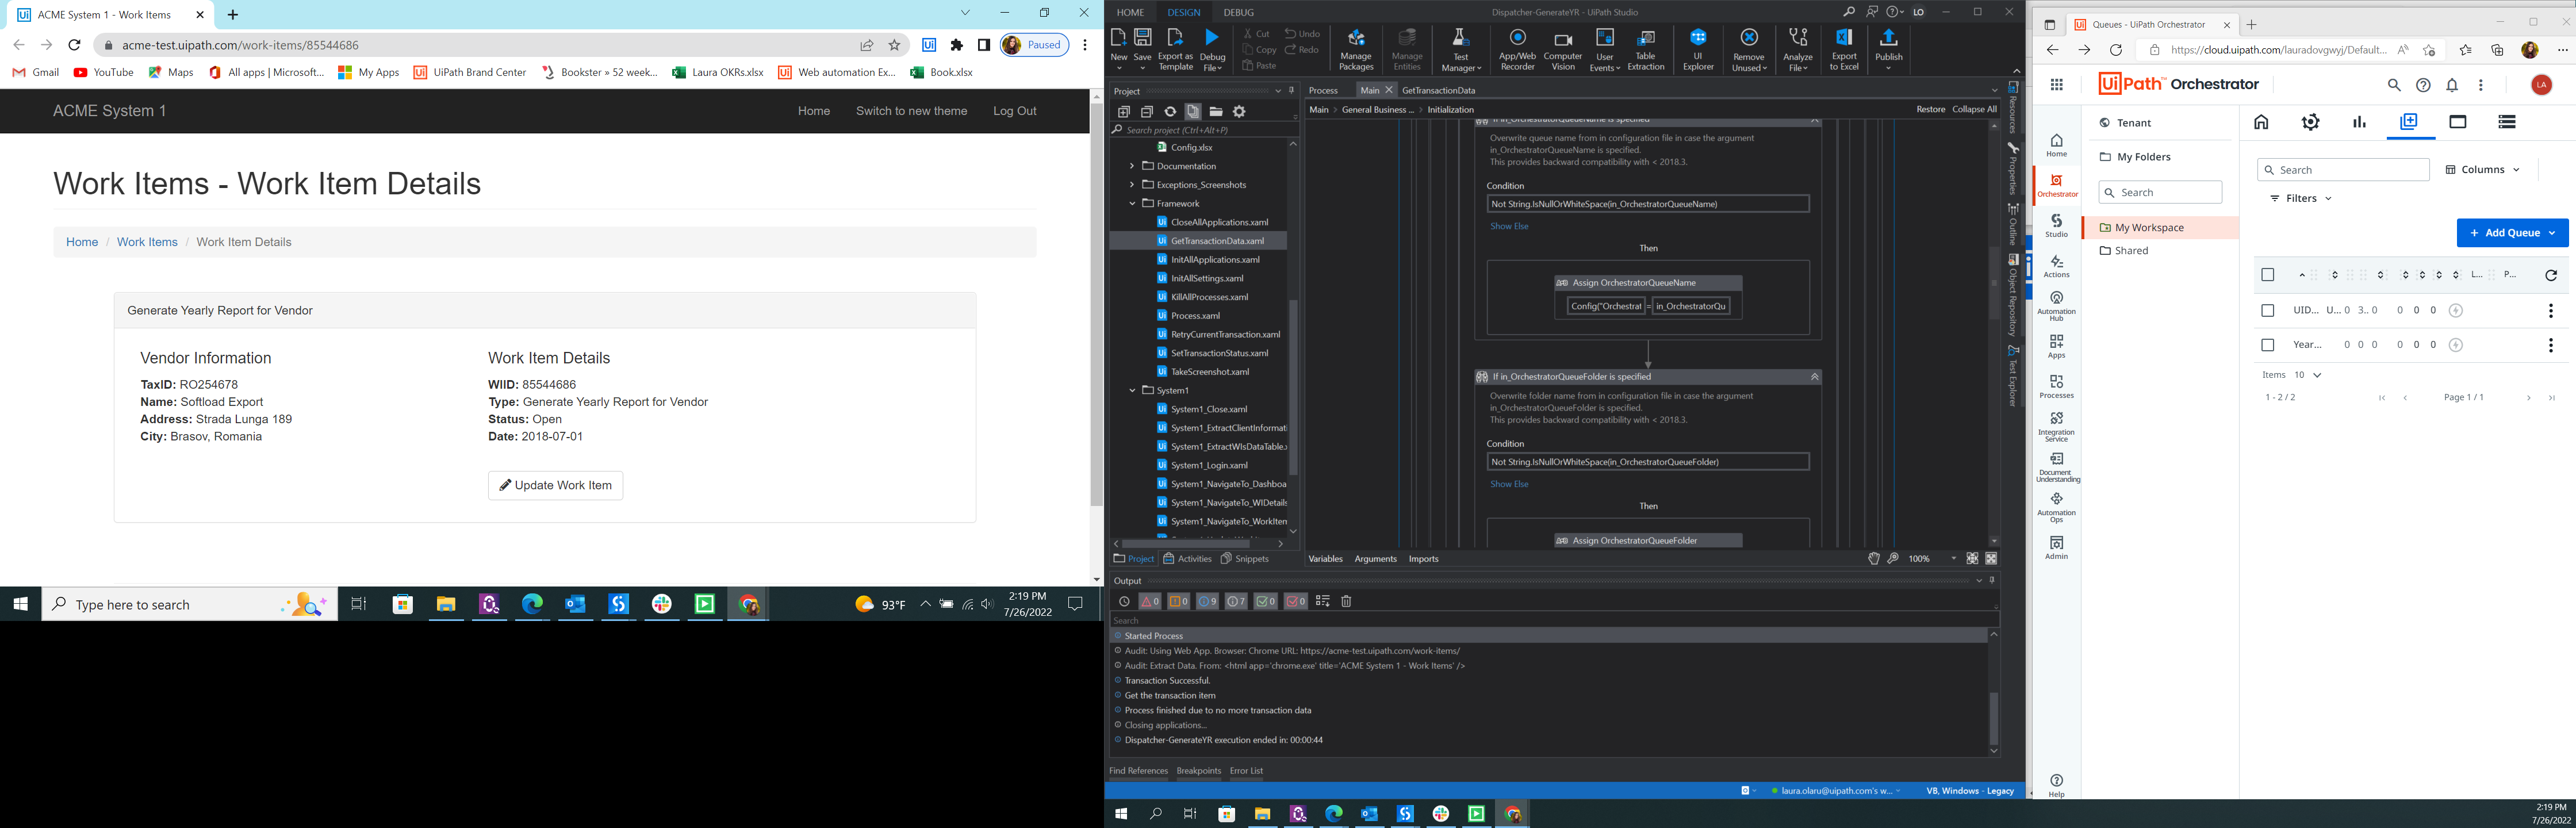 ACME System 1 - Work Items
acme-test.uipath.com/work-items/85544686
Paused
Gmail
YouTube
Maps
All apps | Microsoft...
My Apps
UiPath Brand Center
Bookster » 52 week...
Laura OKRs.xlsx
Web automation Ex...
Book.xlsx
ACME System 1
Home
Switch to new theme
Log Out
Work Items - Work Item Details
Home / Work Items / Work Item Details
Generate Yearly Report for Vendor
Vendor Information
TaxID: RO254678
Name: Softload Export
Address: Strada Lunga 189
City: Brasov, Romania
Work Item Details
WIID: 85544686
Type: Generate Yearly Report for Vendor
Status: Open
Date: 2018-07-01
Update Work Item
Type here to search
93°F
2:19 PM
7/26/2022
HOME
DESIGN
DEBUG
Dispatcher-GenerateYR - UiPath Studio
LO
New
Save
Export as Template
Debug File
Cut
Copy
Paste
Undo
Redo
Manage Packages
Manage Entities
Test Manager
App/Web Recorder
Computer Vision
User Events
Table Extraction
UI Explorer
Remove Unused
Analyze File
Export to Excel
Publish
Project
Search project (Ctrl+Alt+P)
Config.xlsx
Documentation
Exceptions_Screenshots
Framework
CloseAllApplications.xaml
GetTransactionData.xaml
InitAllApplications.xaml
InitAllSettings.xaml
KillAllProcesses.xaml
Process.xaml
RetryCurrentTransaction.xaml
SetTransactionStatus.xaml
TakeScreenshot.xaml
System1
System1_Close.xaml
System1_ExtractClientInformati
System1_ExtractWIsDataTable.x
System1_Login.xaml
System1_NavigateTo_Dashboa
System1_NavigateTo_WIDetails
System1_NavigateTo_WorkItem
Project
Activities
Snippets
Process
Main
GetTransactionData
Main > General Business ... > Initialization
Restore
Collapse All
If in_OrchestratorQueueName is specified
Overwrite queue name from in configuration file in case the argument
in_OrchestratorQueueName is specified.
This provides backward compatibility with < 2018.3.
Condition
Not String.IsNullOrWhiteSpace(in_OrchestratorQueueName)
Show Else
Then
Assign OrchestratorQueueName
Config("Orchestrat = in_OrchestratorQu
If in_OrchestratorQueueFolder is specified
Overwrite folder name from in configuration file in case the argument
in_OrchestratorQueueFolder is specified.
This provides backward compatibility with < 2018.3.
Condition
Not String.IsNullOrWhiteSpace(in_OrchestratorQueueFolder)
Show Else
Then
Assign OrchestratorQueueFolder
Variables
Arguments
Imports
100%
Resources
Properties
Outline
Object Repository
Test Explorer
Output
0
0
9
7
0
0
Search
Started Process
Audit: Using Web App. Browser: Chrome URL: https://acme-test.uipath.com/work-items/
Audit: Extract Data. From: <html app='chrome.exe' title='ACME System 1 - Work Items' />
Transaction Successful.
Get the transaction item
Process finished due to no more transaction data
Closing applications...
Dispatcher-GenerateYR execution ended in: 00:00:44
Find References
Breakpoints
Error List
laura.olaru@uipath.com's w...
VB, Windows - Legacy
Queues - UiPath Orchestrator
https://cloud.uipath.com/lauradovgwyj/Default...
UiPath Orchestrator
LA
Home
Orchestrator
Studio
Actions
Automation Hub
Apps
Processes
Integration Service
Document Understanding
Automation Ops
Admin
Help
Tenant
My Folders
Search
My Workspace
Shared
Search
Columns
Filters
Add Queue
L...
P...
UID... U... 0 3.. 0 0 0 0
Year... 0 0 0 0 0 0
Items 10
1 - 2 / 2
Page 1 / 1
2:19 PM
7/26/2022